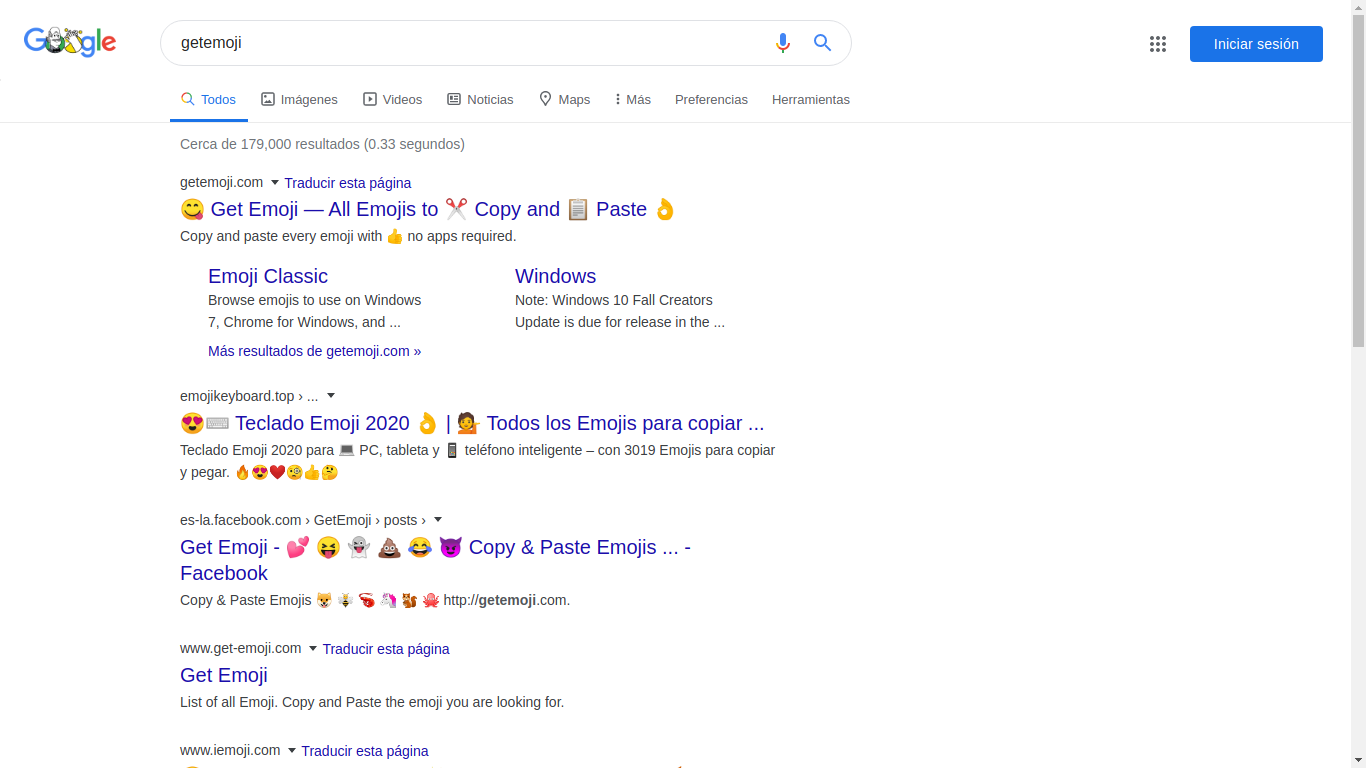 Google
getemoji
Iniciar sesión
Todos Imágenes Videos Noticias Maps Más Preferencias Herramientas
Cerca de 179,000 resultados (0.33 segundos)
getemoji.com Traducir esta página
😋 Get Emoji — All Emojis to ✂️ Copy and 📋 Paste 👌
Copy and paste every emoji with 👍 no apps required.
Emoji Classic
Browse emojis to use on Windows
7, Chrome for Windows, and ...
Windows
Note: Windows 10 Fall Creators
Update is due for release in the ...
Más resultados de getemoji.com »
emojikeyboard.top › ...
😍⌨️ Teclado Emoji 2020 👌 | 💁 Todos los Emojis para copiar ...
Teclado Emoji 2020 para 💻 PC, tableta y 📱 teléfono inteligente – con 3019 Emojis para copiar
y pegar. 🔥😍❤️🧐👍🤔
es-la.facebook.com › GetEmoji › posts ›
Get Emoji - 💕 😝 👻 💩 😂 😈 Copy & Paste Emojis ... -
Facebook
Copy & Paste Emojis 🐶 🐝 🦐 🦄 🐿️ 🐙 http://getemoji.com.
www.get-emoji.com Traducir esta página
Get Emoji
List of all Emoji. Copy and Paste the emoji you are looking for.
www.iemoji.com Traducir esta página